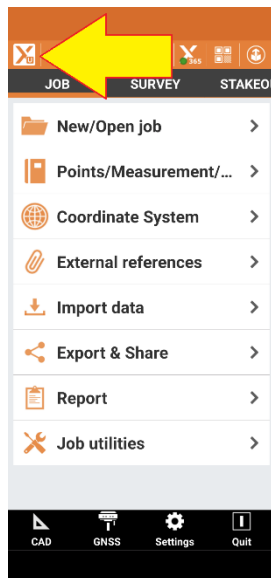 365
JOB SURVEY STAKEO
New/Open job
Points/Measurement/...
Coordinate System
External references
Import data
Export & Share
Report
Job utilities
CAD GNSS Settings Quit